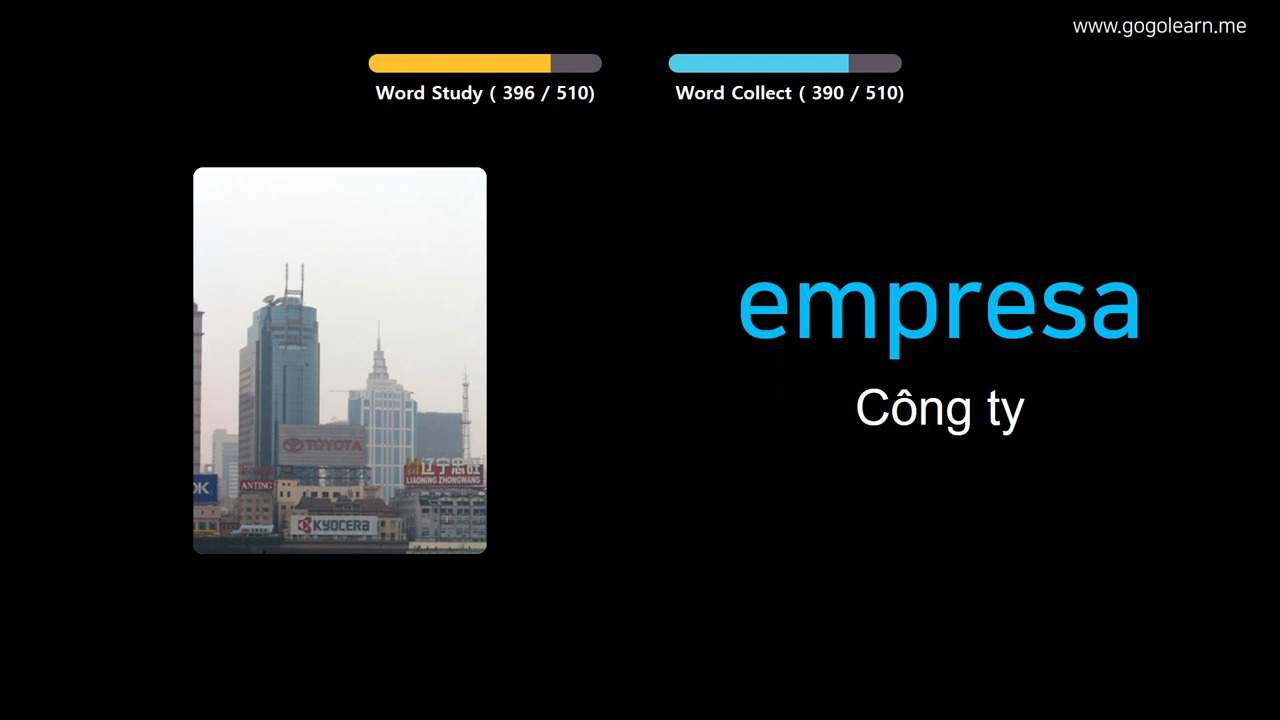 www.gogolearn.me
Word Study ( 396 / 510)
Word Collect ( 390 / 510)
empresa
Công ty
TOYOTA
辽宁忠旺
LIAONING ZHONGWANG
OK
ANTING
KYOCERA